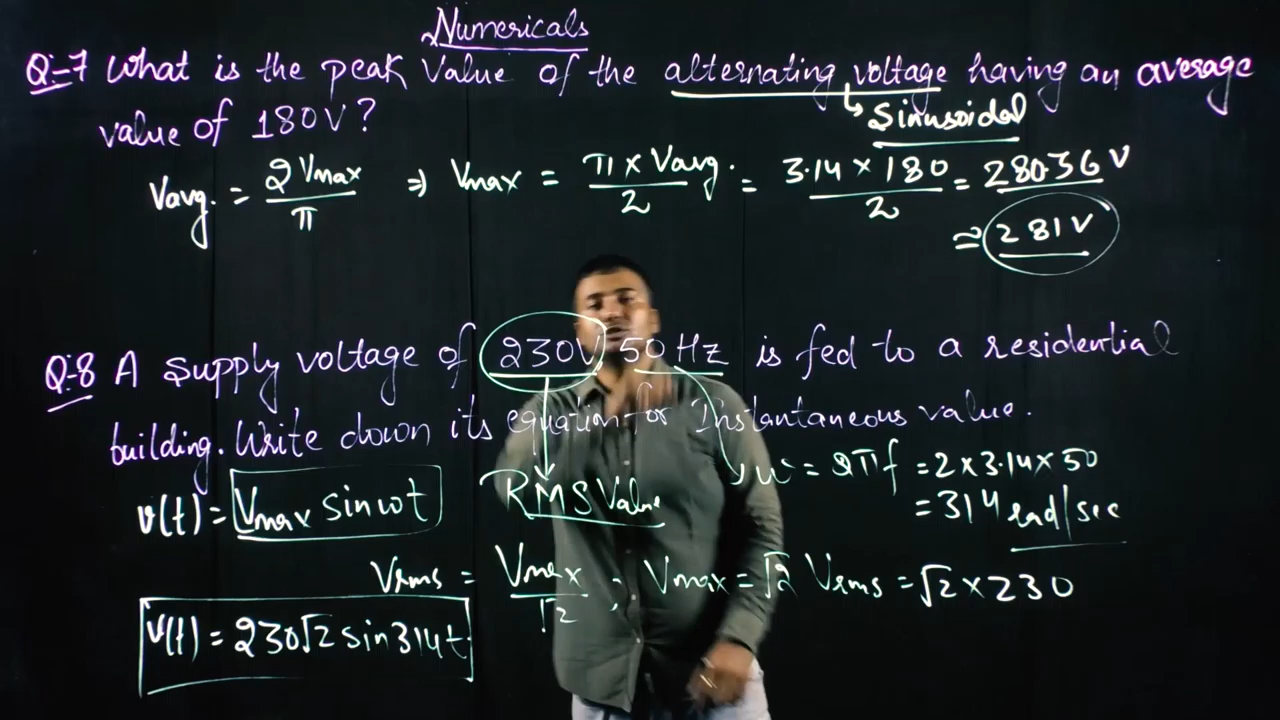 Numericals
Q:-7 What is the peak value of the alternating voltage having an average
↳ Sinusoidal
value of 180V?
Vavg. = 2Vmax/π ⇒ Vmax = π × Vavg./2 = 3.14 × 180/2 = 280.36 V
≈ 281V
Q:-8 A supply voltage of 230V 50 Hz is fed to a residential
building. Write down its equation for Instantaneous value.
ω = 2πf = 2×3.14×50
= 314 rad/sec
v(t) = Vmax sinωt
RMS Value
Vrms = Vmax/√2 , Vmax = √2 Vrms = √2 × 230
v(t) = 230√2 sin314t